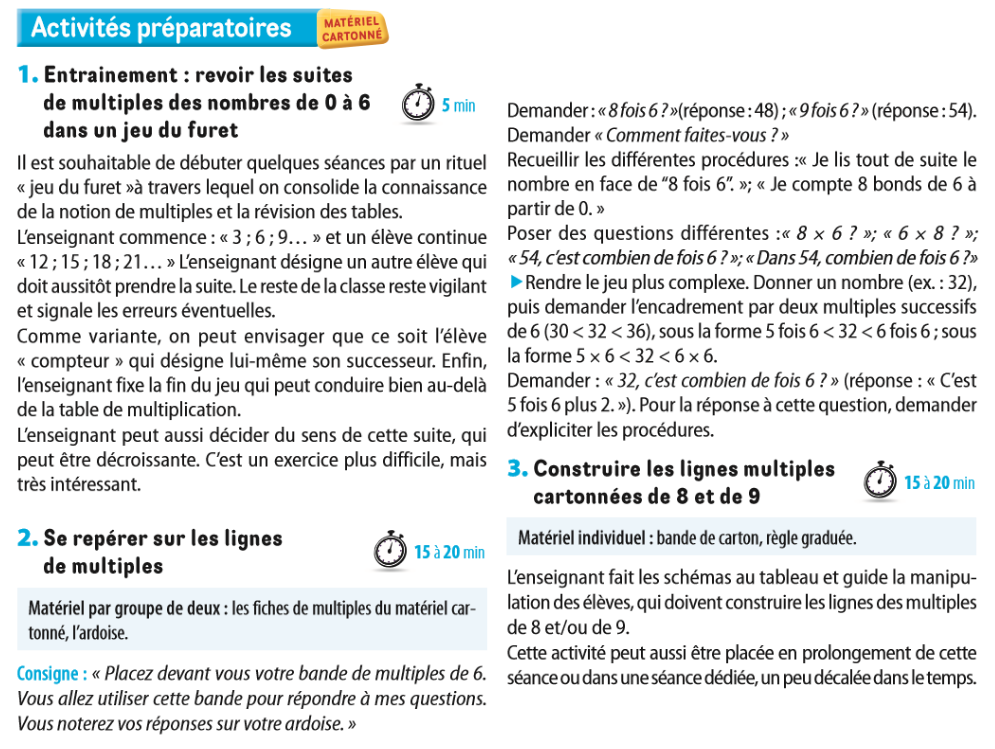 Activités préparatoires
MATÉRIEL
CARTONNÉ
1. Entrainement : revoir les suites
de multiples des nombres de 0 à 6
dans un jeu du furet
5 min
Il est souhaitable de débuter quelques séances par un rituel
« jeu du furet »à travers lequel on consolide la connaissance
de la notion de multiples et la révision des tables.
L’enseignant commence : « 3 ; 6 ; 9… » et un élève continue
« 12 ; 15 ; 18 ; 21… » L’enseignant désigne un autre élève qui
doit aussitôt prendre la suite. Le reste de la classe reste vigilant
et signale les erreurs éventuelles.
Comme variante, on peut envisager que ce soit l’élève
« compteur » qui désigne lui-même son successeur. Enfin,
l’enseignant fixe la fin du jeu qui peut conduire bien au-delà
de la table de multiplication.
L’enseignant peut aussi décider du sens de cette suite, qui
peut être décroissante. C’est un exercice plus difficile, mais
très intéressant.
2. Se repérer sur les lignes
de multiples
15 à 20 min
Matériel par groupe de deux : les fiches de multiples du matériel car-
tonné, l’ardoise.
Consigne : « Placez devant vous votre bande de multiples de 6.
Vous allez utiliser cette bande pour répondre à mes questions.
Vous noterez vos réponses sur votre ardoise. »
Demander : « 8 fois 6 ? »(réponse : 48) ; « 9 fois 6 ? » (réponse : 54).
Demander « Comment faites-vous ? »
Recueillir les différentes procédures :« Je lis tout de suite le
nombre en face de “8 fois 6”. »; « Je compte 8 bonds de 6 à
partir de 0. »
Poser des questions différentes :« 8 × 6 ? »; « 6 × 8 ? »;
« 54, c’est combien de fois 6 ? »; « Dans 54, combien de fois 6 ?»
▶ Rendre le jeu plus complexe. Donner un nombre (ex. : 32),
puis demander l’encadrement par deux multiples successifs
de 6 (30 < 32 < 36), sous la forme 5 fois 6 < 32 < 6 fois 6 ; sous
la forme 5 × 6 < 32 < 6 × 6.
Demander : « 32, c’est combien de fois 6 ? » (réponse : « C’est
5 fois 6 plus 2. »). Pour la réponse à cette question, demander
d’expliciter les procédures.
3. Construire les lignes multiples
cartonnées de 8 et de 9
15 à 20 min
Matériel individuel : bande de carton, règle graduée.
L’enseignant fait les schémas au tableau et guide la manipu-
lation des élèves, qui doivent construire les lignes des multiples
de 8 et/ou de 9.
Cette activité peut aussi être placée en prolongement de cette
séance ou dans une séance dédiée, un peu décalée dans le temps.